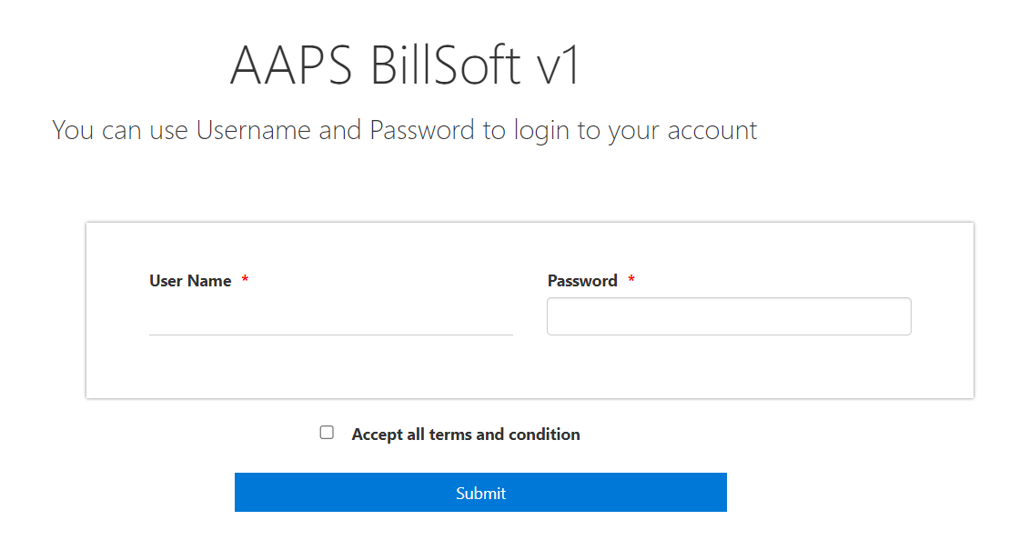 AAPS BillSoft v1
You can use Username and Password to login to your account
User Name * Password *
Accept all terms and condition
Submit